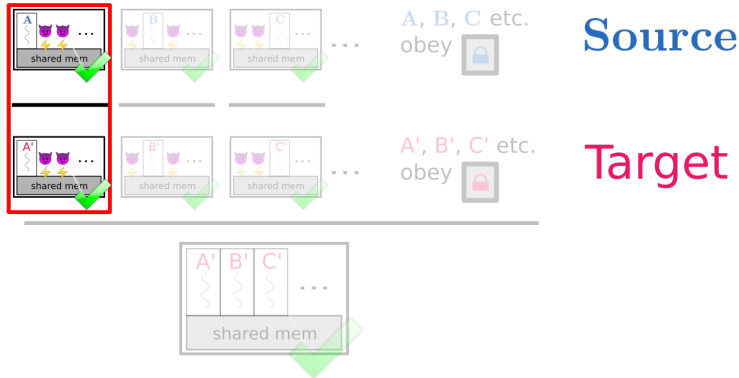 A
...
shared mem
B
...
shared mem
C
shared mem
...
A, B, C etc.
obey
Source
A'
...
shared mem
B'
...
shared mem
C'
shared mem
...
A', B', C' etc.
obey
Target
A' B' C'
...
shared mem